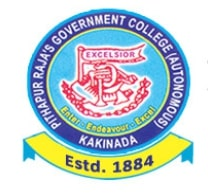 PITHAPUR RAJA'S GOVERNMENT COLLEGE (AUTONOMOUS)
EXCELSIOR
Enter.. Endeavour.. Excel
KAKINADA
Estd. 1884